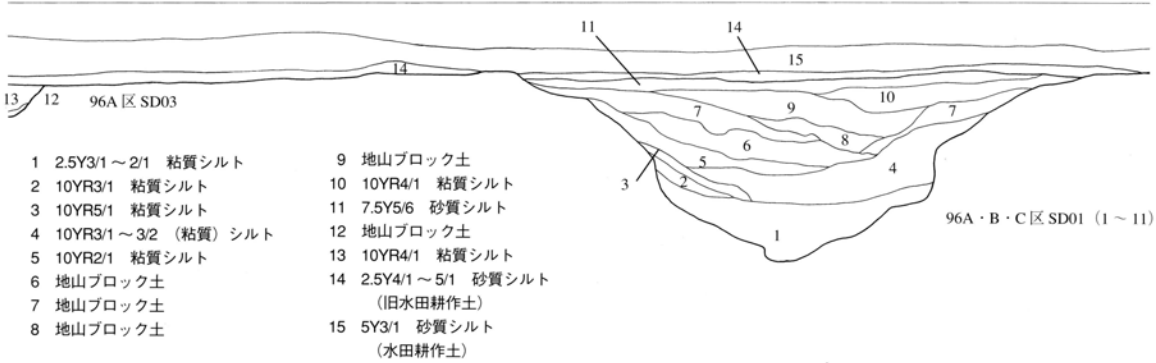 11
14
15
14
13
12
96A 区 SD03
10
9
7
7
8
6
5
4
3
2
1
96A・B・C 区 SD01（1～11）
1 2.5Y3/1～2/1 粘質シルト
2 10YR3/1 粘質シルト
3 10YR5/1 粘質シルト
4 10YR3/1～3/2 （粘質）シルト
5 10YR2/1 粘質シルト
6 地山ブロック土
7 地山ブロック土
8 地山ブロック土
9 地山ブロック土
10 10YR4/1 粘質シルト
11 7.5Y5/6 砂質シルト
12 地山ブロック土
13 10YR4/1 粘質シルト
14 2.5Y4/1～5/1 砂質シルト
（旧水田耕作土）
15 5Y3/1 砂質シルト
（水田耕作土）